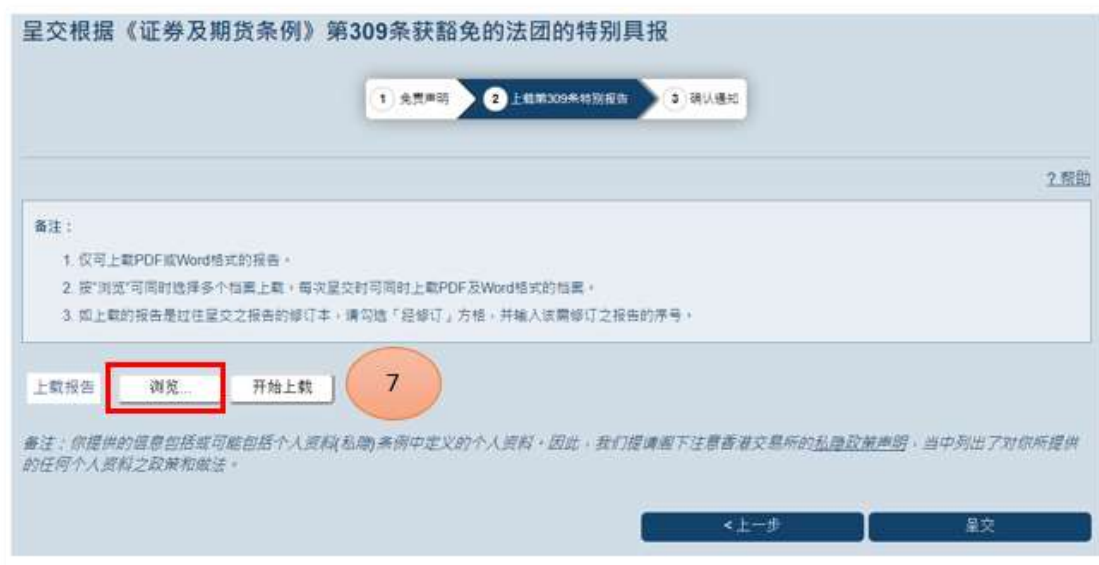 呈交根据《证券及期货条例》第309条获豁免的法团的特别具报
1 免责声明
2 上载第309条特别报告
3 确认通知
? 帮助
备注：
1. 仅可上载PDF或Word格式的报告。
2. 按"浏览"可同时选择多个档案上载，每次呈交时可同时上载PDF及Word格式的档案。
3. 如上载的报告是过往呈交之报告的修订本，请勾选「经修订」方格，并输入该需修订之报告的序号。
上载报告 浏览... 开始上载 7
备注：你提供的信息包括或可能包括个人资料(私隐)条例中定义的个人资料。因此，我们提请阁下注意香港交易所的私隐政策声明，当中列出了对你所提供
的任何个人资料之政策和做法。
<上一步 呈交